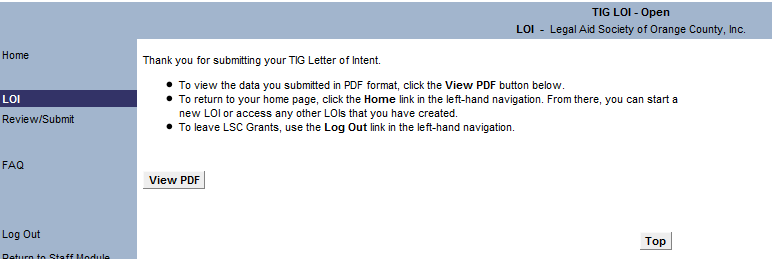 TIG LOI - Open
LOI - Legal Aid Society of Orange County, Inc.
Home
LOI
Review/Submit
FAQ
Log Out
Return to Staff Module
Thank you for submitting your TIG Letter of Intent.
To view the data you submitted in PDF format, click the View PDF button below.
To return to your home page, click the Home link in the left-hand navigation. From there, you can start a
new LOI or access any other LOIs that you have created.
To leave LSC Grants, use the Log Out link in the left-hand navigation.
View PDF
Top